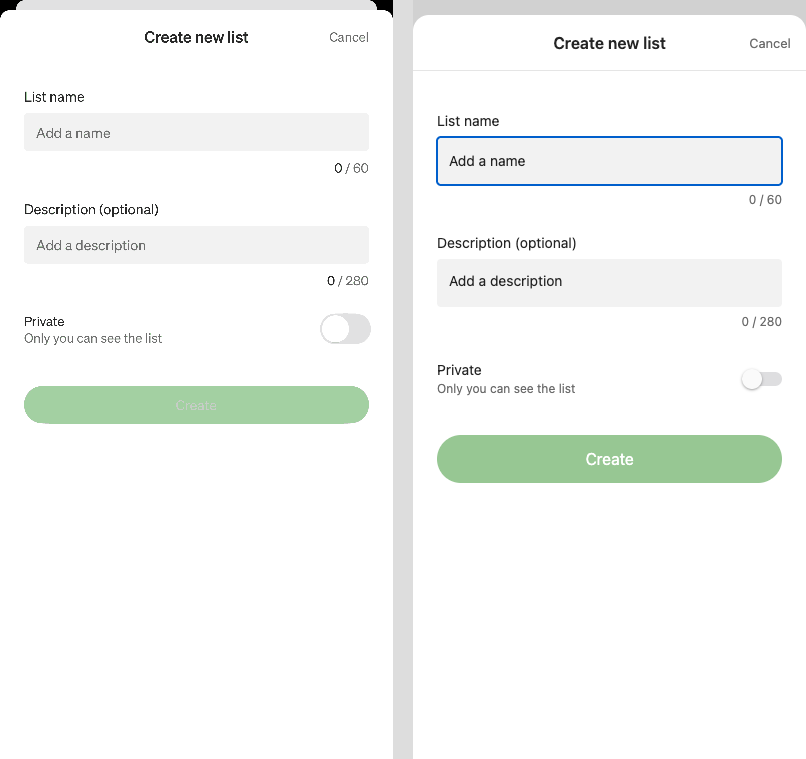 Create new list
Cancel
List name
Add a name
0 / 60
Description (optional)
Add a description
0 / 280
Private
Only you can see the list
Create
Create new list
Cancel
List name
Add a name
0 / 60
Description (optional)
Add a description
0 / 280
Private
Only you can see the list
Create